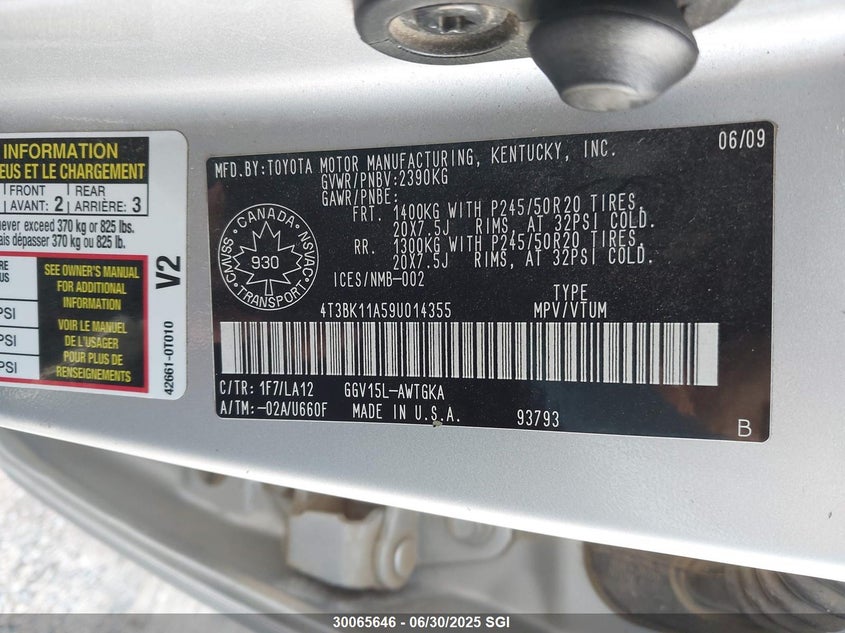 INFORMATION
EUS ET LE CHARGEMENT
FRONT
AVANT: 2
REAR
ARRIÈRE: 3
never exceed 370 kg or 825 lbs.
ais dépasser 370 kg ou 825 lb.
RE
US
PSI
PSI
SEE OWNER'S MANUAL
FOR ADDITIONAL
INFORMATION
VOIR LE MANUEL
POUR PLUS DE
RENSEIGNEMENTS
V2
42661-0T010
06/09
MFD.BY:TOYOTA MOTOR MANUFACTURING, KENTUCKY, INC.
GVWR/PNBV:2390KG
GAWR/PNBE:
FRT. 1400KG WITH P245/50R20 TIRES,
20X7.5J RIMS, AT 32PSI COLD.
RR. 1300KG WITH P245/50R20 TIRES,
20X7.5J RIMS, AT 32PSI COLD.
ICES/NMB-002
CANADA
CMVSS 930 NSVAC
TRANSPORT
TYPE
4T3BK11A59U014355 MPV/VTUM
C/TR: 1F7/LA12 GGV15L-AWTGKA
A/TM:-02A/U660F MADE IN U.S.A. 93793
B
30065646 - 06/30/2025 SGI